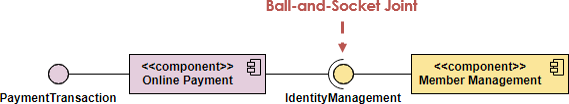 Ball-and-Socket Joint
<<component>>
Online Payment
<<component>>
Member Management
PaymentTransaction
IdentityManagement